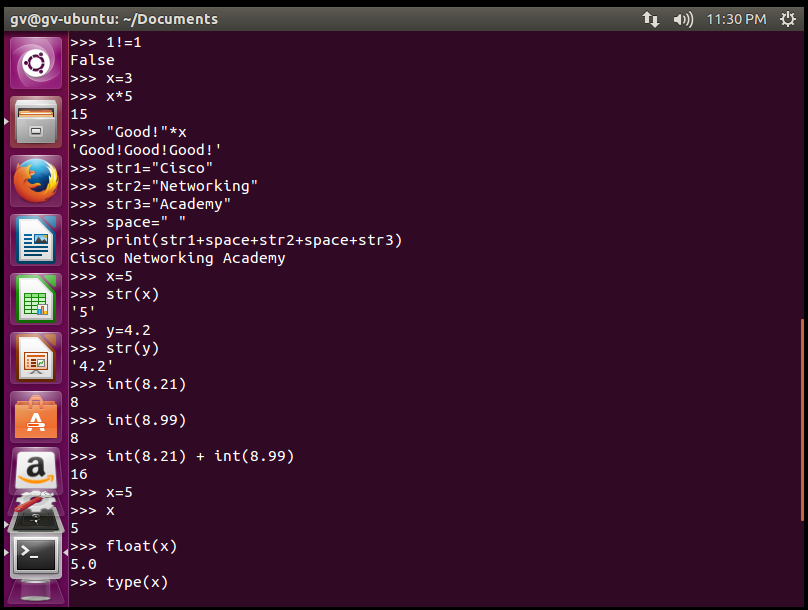 gv@gv-ubuntu: ~/Documents
11:30 PM
>>> 1!=1
False
>>> x=3
>>> x*5
15
>>> "Good!"*x
'Good!Good!Good!'
>>> str1="Cisco"
>>> str2="Networking"
>>> str3="Academy"
>>> space=" "
>>> print(str1+space+str2+space+str3)
Cisco Networking Academy
>>> x=5
>>> str(x)
'5'
>>> y=4.2
>>> str(y)
'4.2'
>>> int(8.21)
8
>>> int(8.99)
8
>>> int(8.21) + int(8.99)
16
>>> x=5
>>> x
5
>>> float(x)
5.0
>>> type(x)